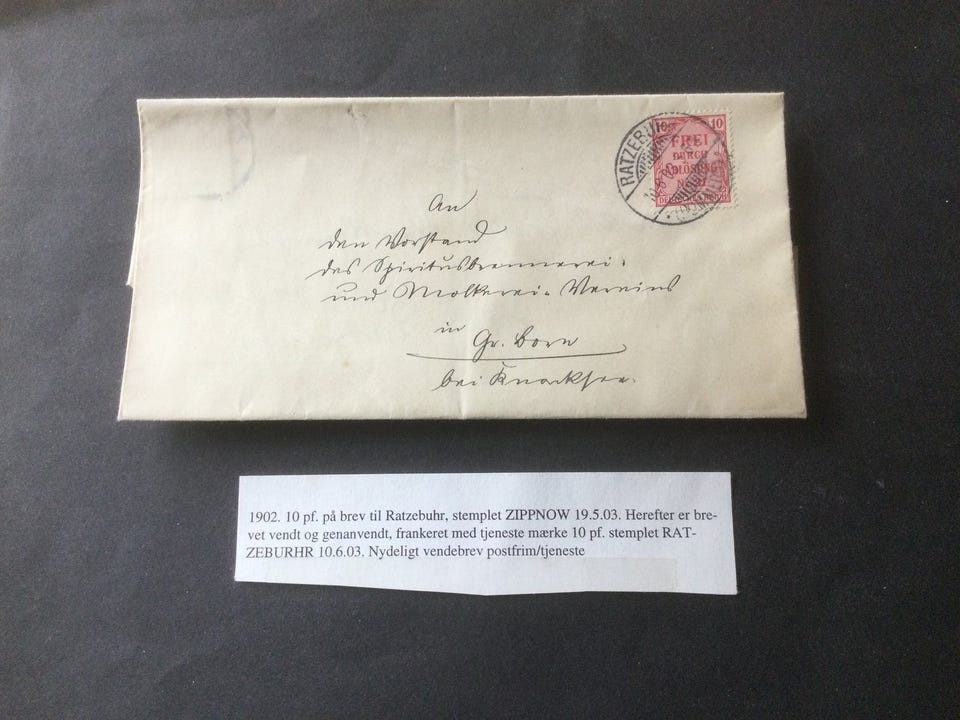 RATZEBUH
10 10
FREI
DURCH
ABLÖSUNG
An
den Vorstand
des Spiritusbrennerei-
und Molkerei-Vereins
in
Gr. Born
bei Knacksee.
1902. 10 pf. på brev til Ratzebuhr, stemplet ZIPPNOW 19.5.03. Herefter er bre-
vet vendt og genanvendt, frankeret med tjeneste mærke 10 pf. stemplet RAT-
ZEBURHR 10.6.03. Nydeligt vendebrev postfrim/tjeneste